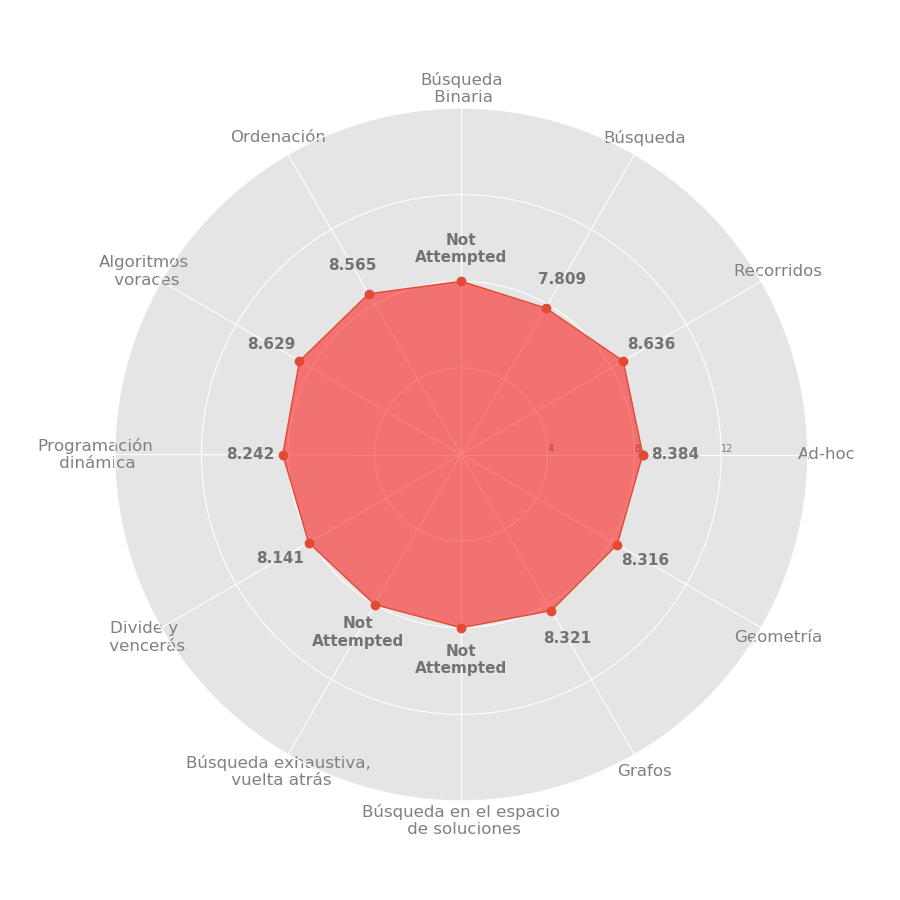 Búsqueda
Binaria
Ordenación
Búsqueda
Not
Attempted
Algoritmos
voraces
8.565
7.809
Recorridos
8.629
8.636
Programación
dinámica
8.242
4
8
12
8.384
Ad-hoc
8.141
8.316
Divide y
vencerás
Not
Attempted
Not
Attempted
8.321
Geometría
Búsqueda exhaustiva,
vuelta atrás
Grafos
Búsqueda en el espacio
de soluciones